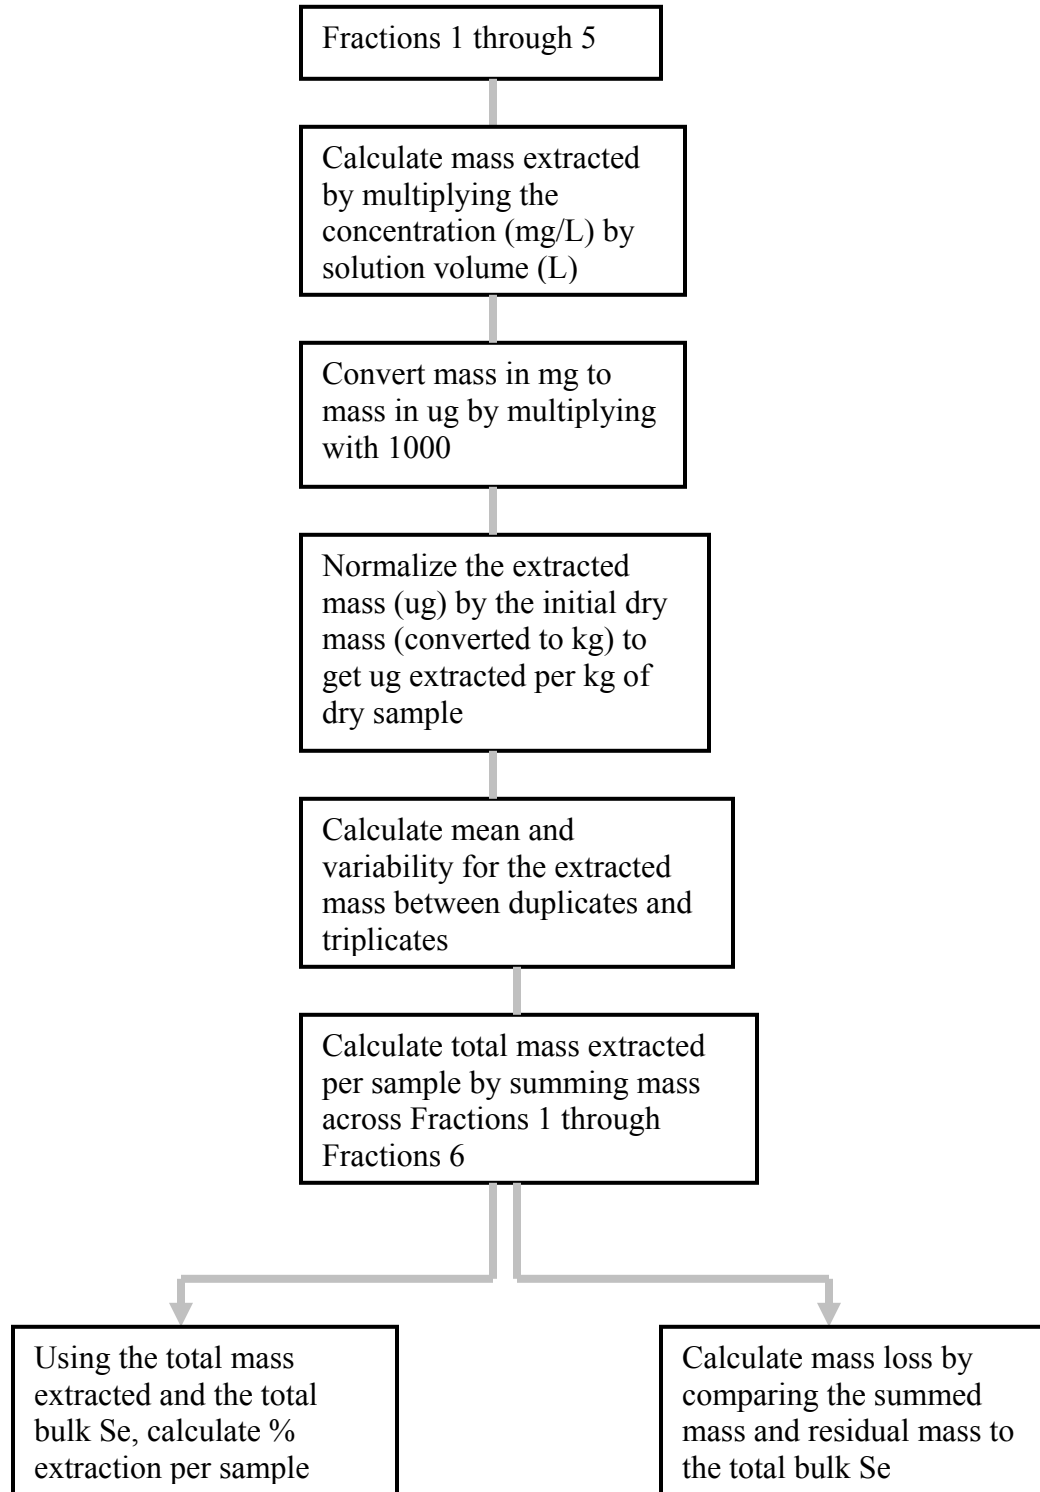 Fractions 1 through 5
Calculate mass extracted
by multiplying the
concentration (mg/L) by
solution volume (L)
Convert mass in mg to
mass in ug by multiplying
with 1000
Normalize the extracted
mass (ug) by the initial dry
mass (converted to kg) to
get ug extracted per kg of
dry sample
Calculate mean and
variability for the extracted
mass between duplicates and
triplicates
Calculate total mass extracted
per sample by summing mass
across Fractions 1 through
Fractions 6
Using the total mass
extracted and the total
bulk Se, calculate %
extraction per sample
Calculate mass loss by
comparing the summed
mass and residual mass to
the total bulk Se